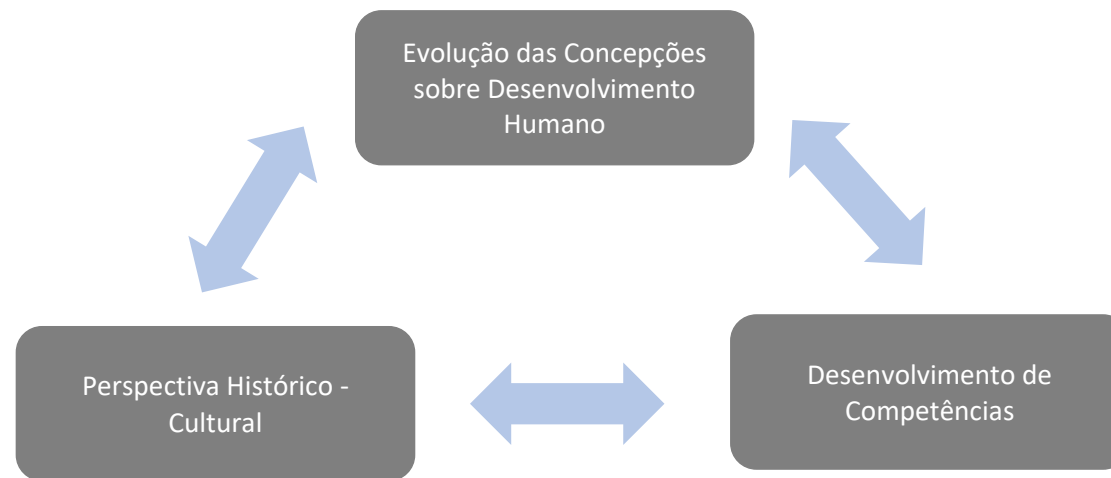 Evolução das Concepções
sobre Desenvolvimento
Humano
Perspectiva Histórico -
Cultural
Desenvolvimento de
Competências